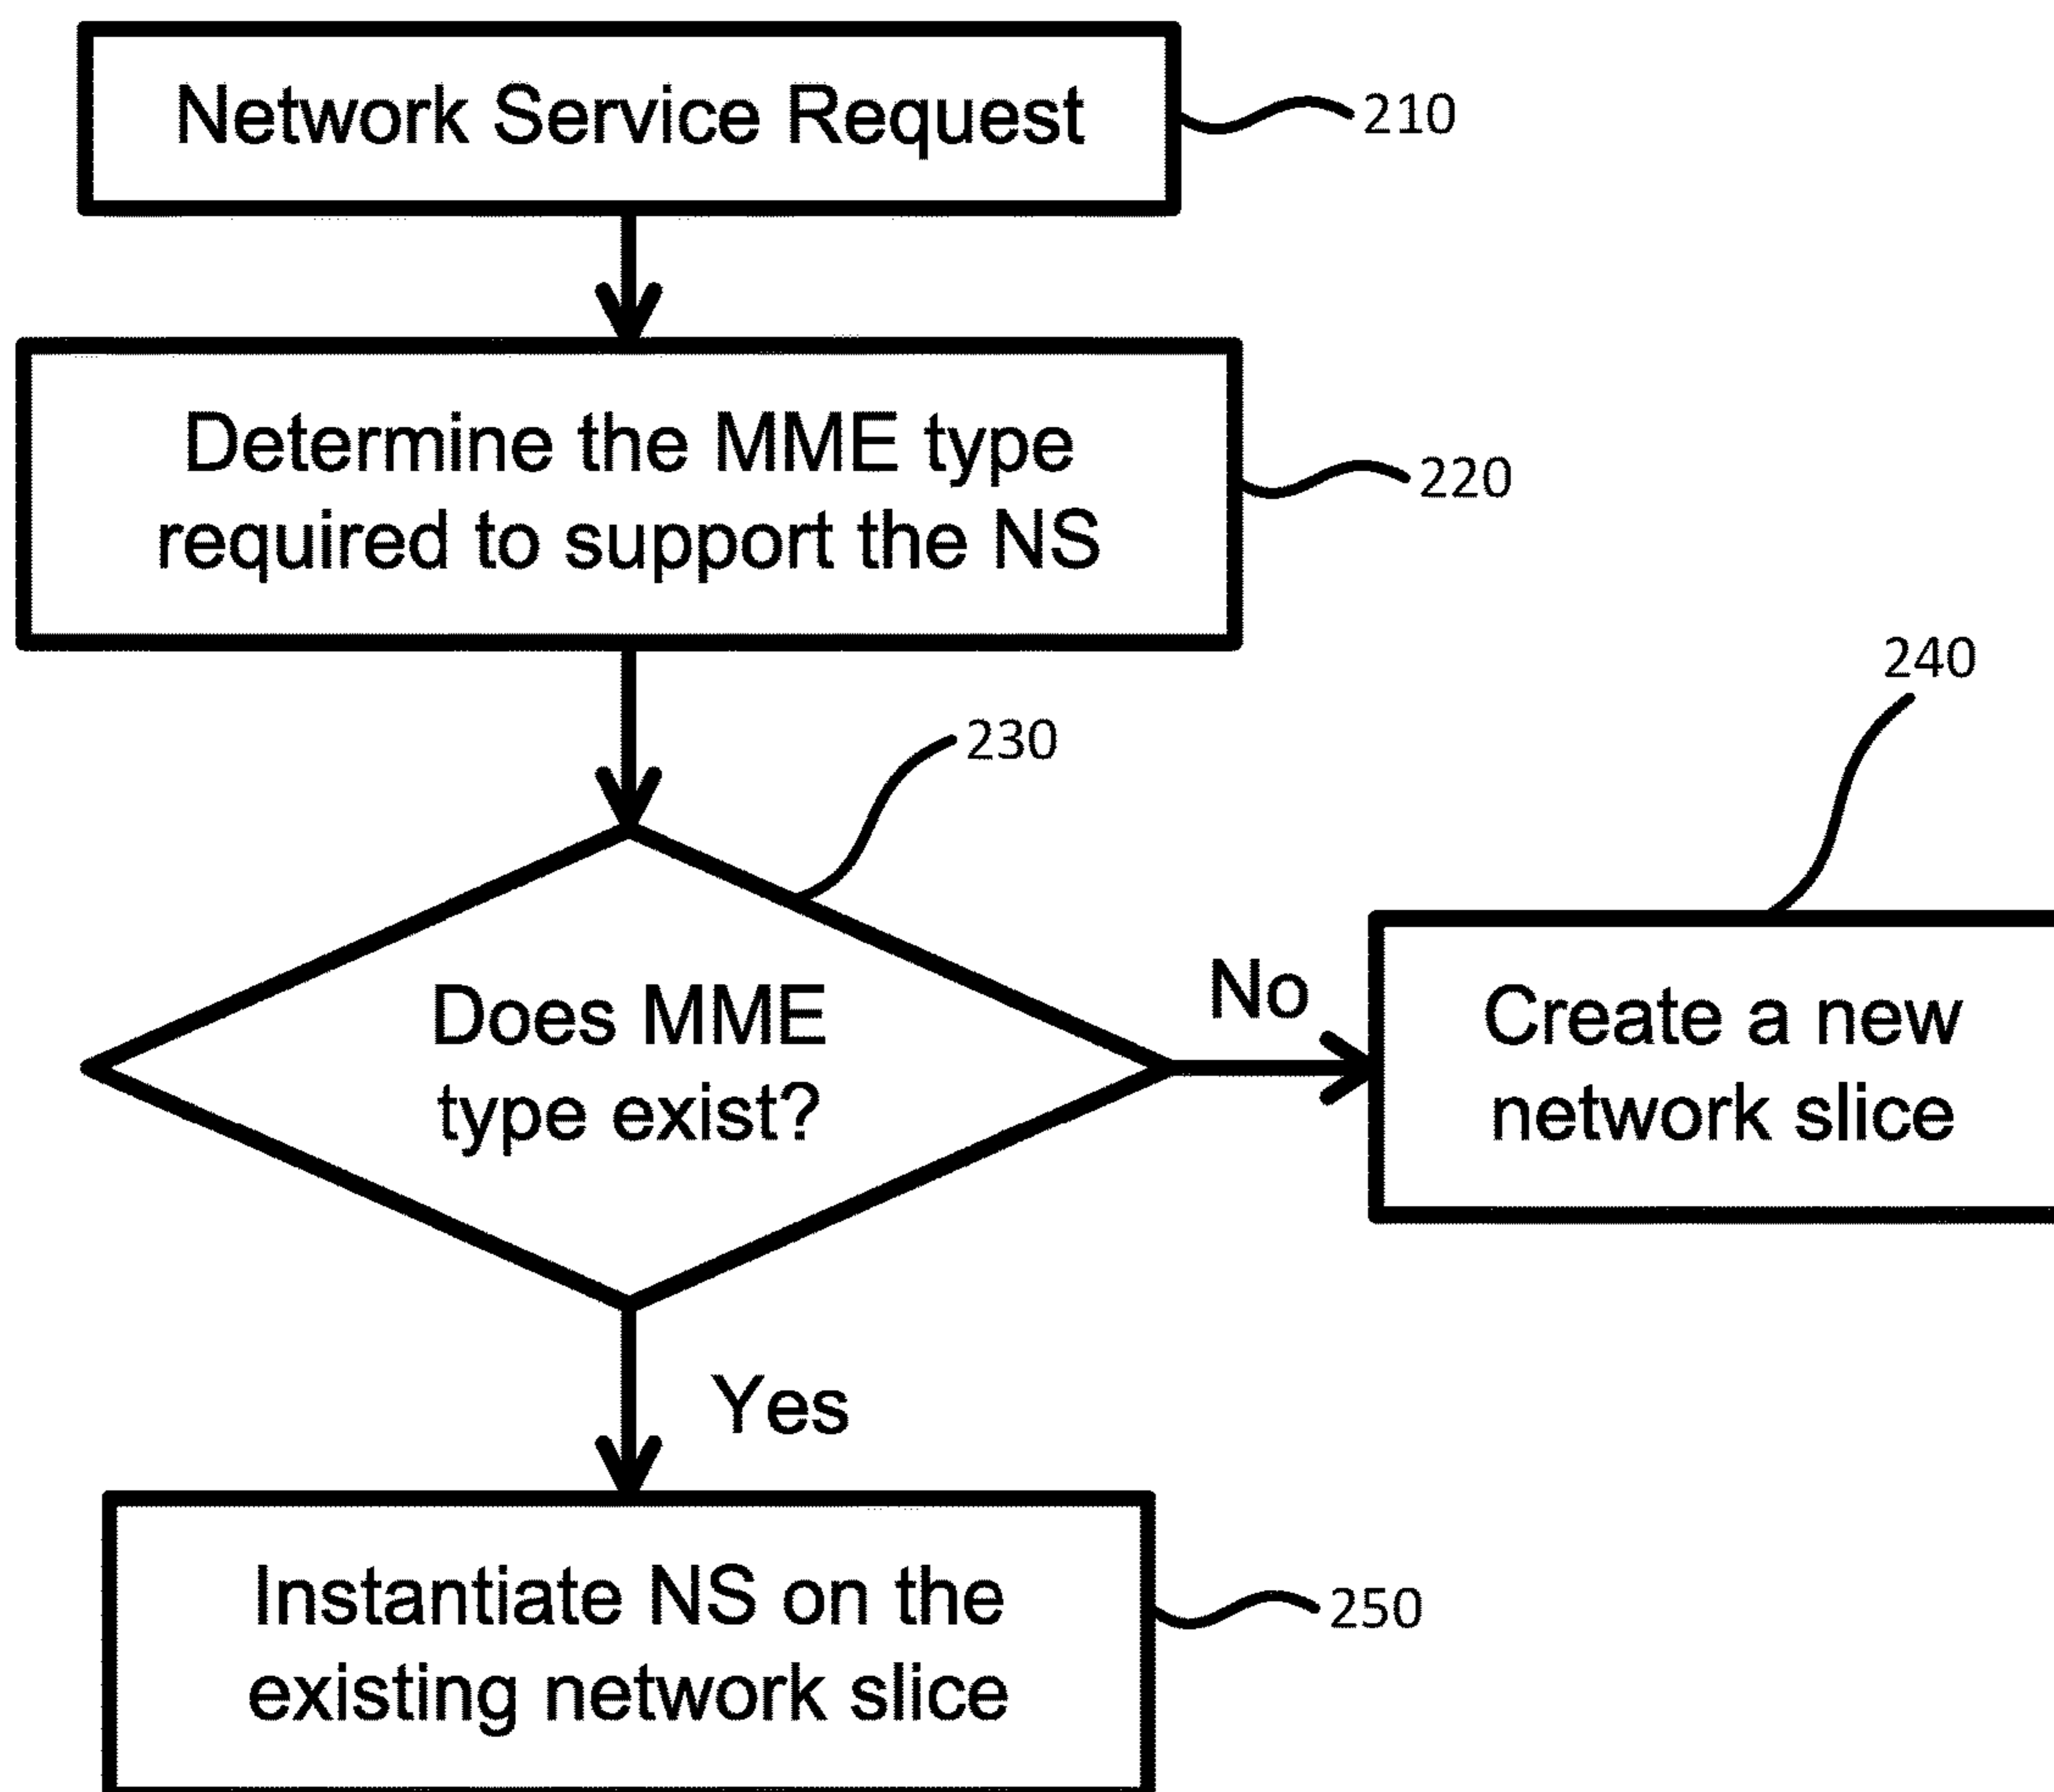 Network Service Request
210
Determine the MME type
required to support the NS
220
230
240
Does MME
type exist?
No
Create a new
network slice
Yes
Instantiate NS on the
existing network slice
250